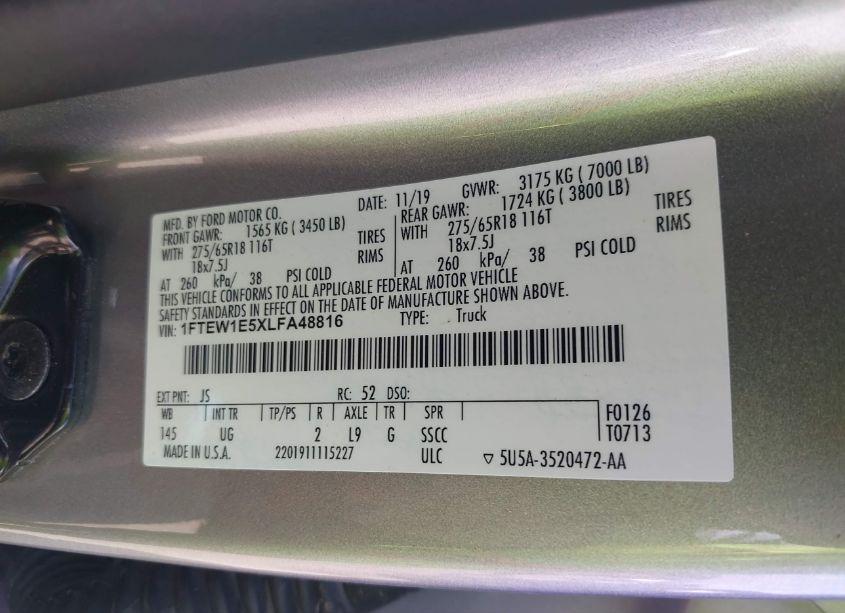 MFD. BY FORD MOTOR CO. DATE: 11/19 GVWR: 3175 KG ( 7000 LB)
FRONT GAWR: 1565 KG ( 3450 LB) REAR GAWR: 1724 KG ( 3800 LB)
WITH 275/65R18 116T TIRES WITH 275/65R18 116T TIRES
18x7.5J RIMS 18x7.5J RIMS
AT 260 kPa/ 38 PSI COLD AT 260 kPa/ 38 PSI COLD
THIS VEHICLE CONFORMS TO ALL APPLICABLE FEDERAL MOTOR VEHICLE
SAFETY STANDARDS IN EFFECT ON THE DATE OF MANUFACTURE SHOWN ABOVE.
VIN: 1FTEW1E5XLFA48816 TYPE: Truck
EXT PNT: JS RC: 52 DSO:
WB INT TR TP/PS R AXLE TR SPR F0126
145 UG 2 L9 G SSCC T0713
MADE IN U.S.A. 2201911115227 ULC ▽ 5U5A-3520472-AA